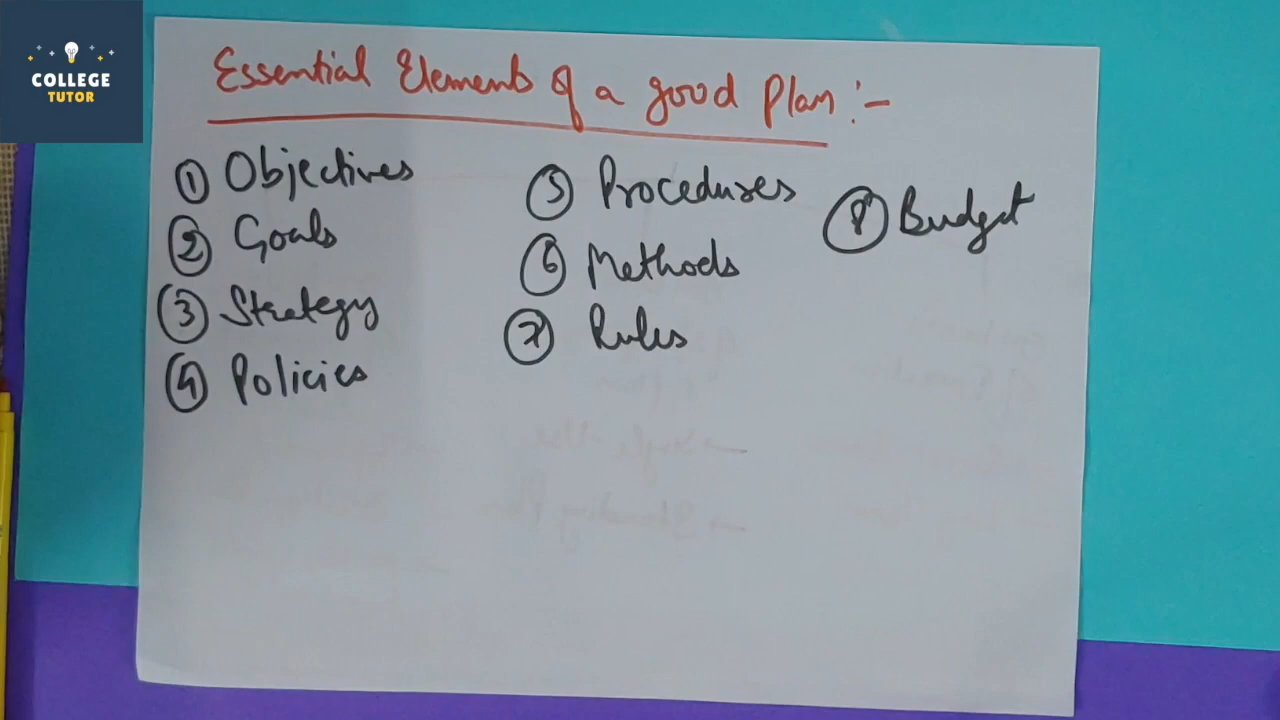 COLLEGE
TUTOR
Essential Elements of a good Plan :-
① Objectives
② Goals
③ Strategy
④ Policies
⑤ Procedures
⑥ Methods
⑦ Rules
⑧ Budget